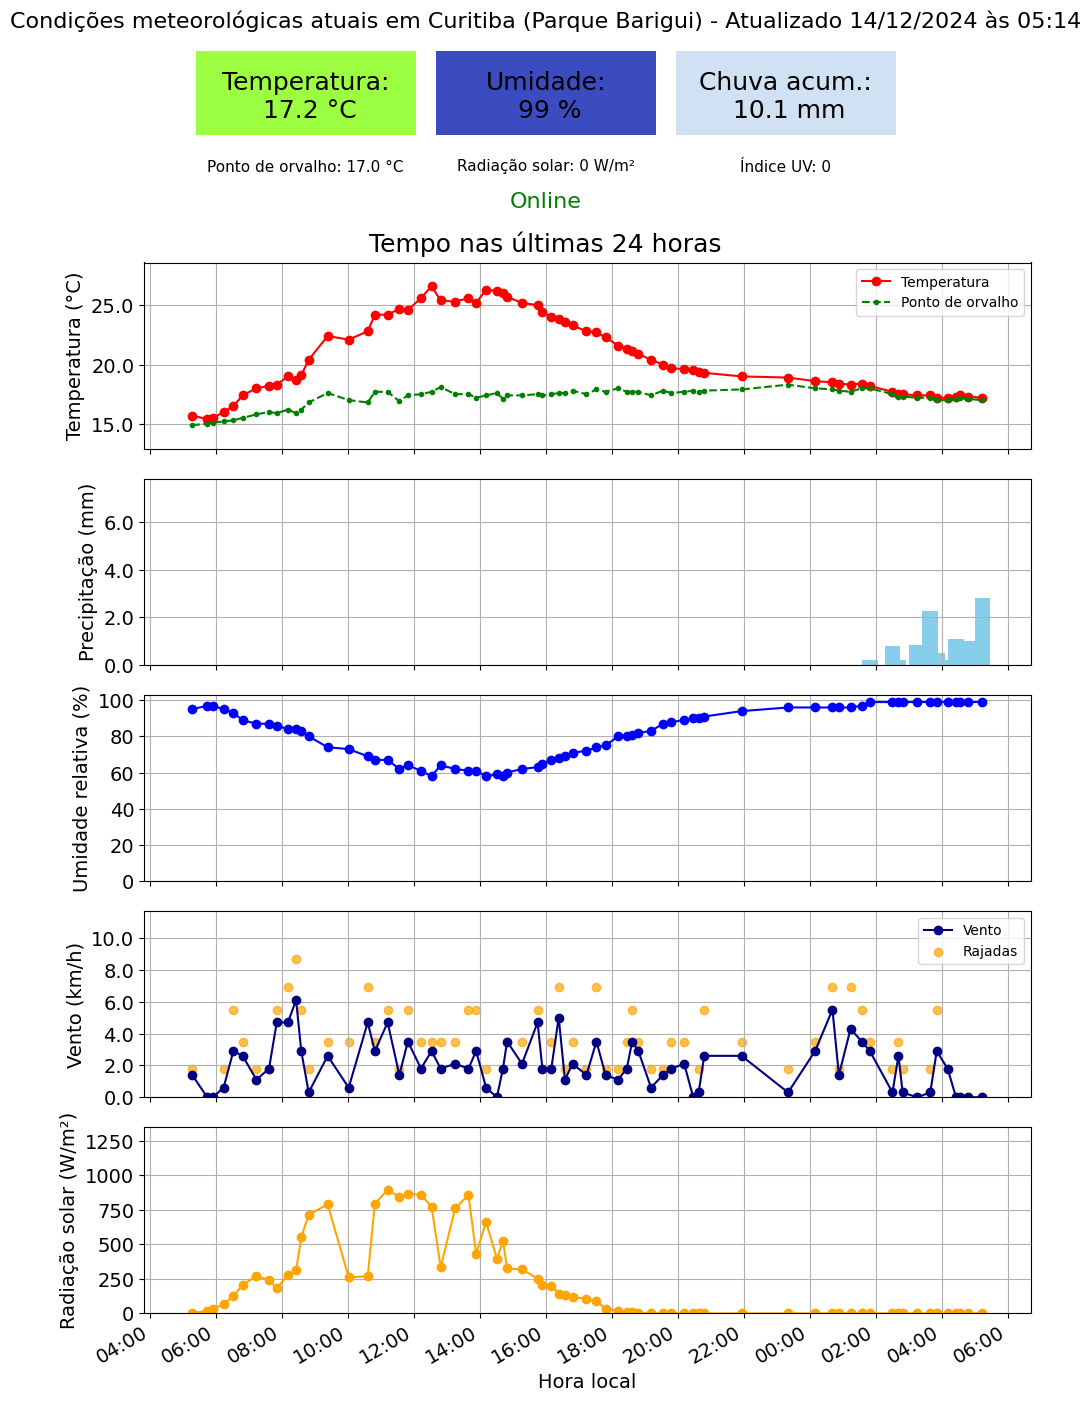 Condições meteorológicas atuais em Curitiba (Parque Barigui) - Atualizado 14/12/2024 às 05:14
Temperatura:
17.2 °C
Umidade:
99 %
Chuva acum.:
10.1 mm
Ponto de orvalho: 17.0 °C
Radiação solar: 0 W/m²
Índice UV: 0
Online
Tempo nas últimas 24 horas
Temperatura (°C)
25.0
20.0
15.0
Temperatura
Ponto de orvalho
Precipitação (mm)
6.0
4.0
2.0
0.0
Umidade relativa (%)
100
80
60
40
20
0
Vento (km/h)
10.0
8.0
6.0
4.0
2.0
0.0
Vento
Rajadas
Radiação solar (W/m²)
1250
1000
750
500
250
0
04:00
06:00
08:00
10:00
12:00
14:00
16:00
18:00
20:00
22:00
00:00
02:00
04:00
06:00
Hora local